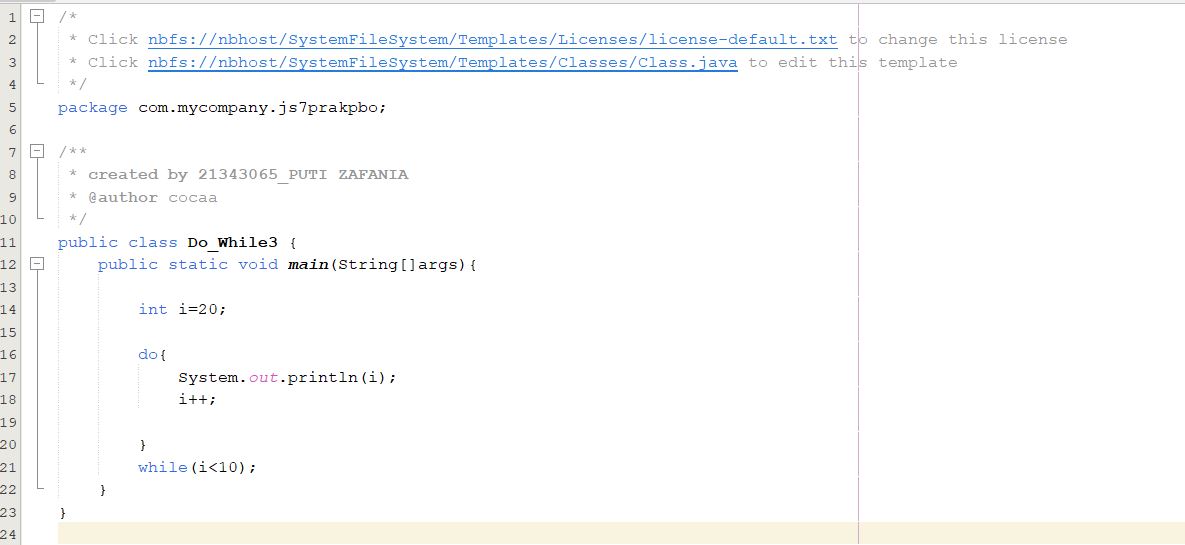 1 /*
2  * Click nbfs://nbhost/SystemFileSystem/Templates/Licenses/license-default.txt to change this license
3  * Click nbfs://nbhost/SystemFileSystem/Templates/Classes/Class.java to edit this template
4  */
5 package com.mycompany.js7prakpbo;
6
7 /**
8  * created by 21343065_PUTI ZAFANIA
9  * @author cocaa
10  */
11 public class Do_While3 {
12     public static void main(String[]args){
13
14         int i=20;
15
16         do{
17             System.out.println(i);
18             i++;
19
20         }
21         while(i<10);
22     }
23 }
24